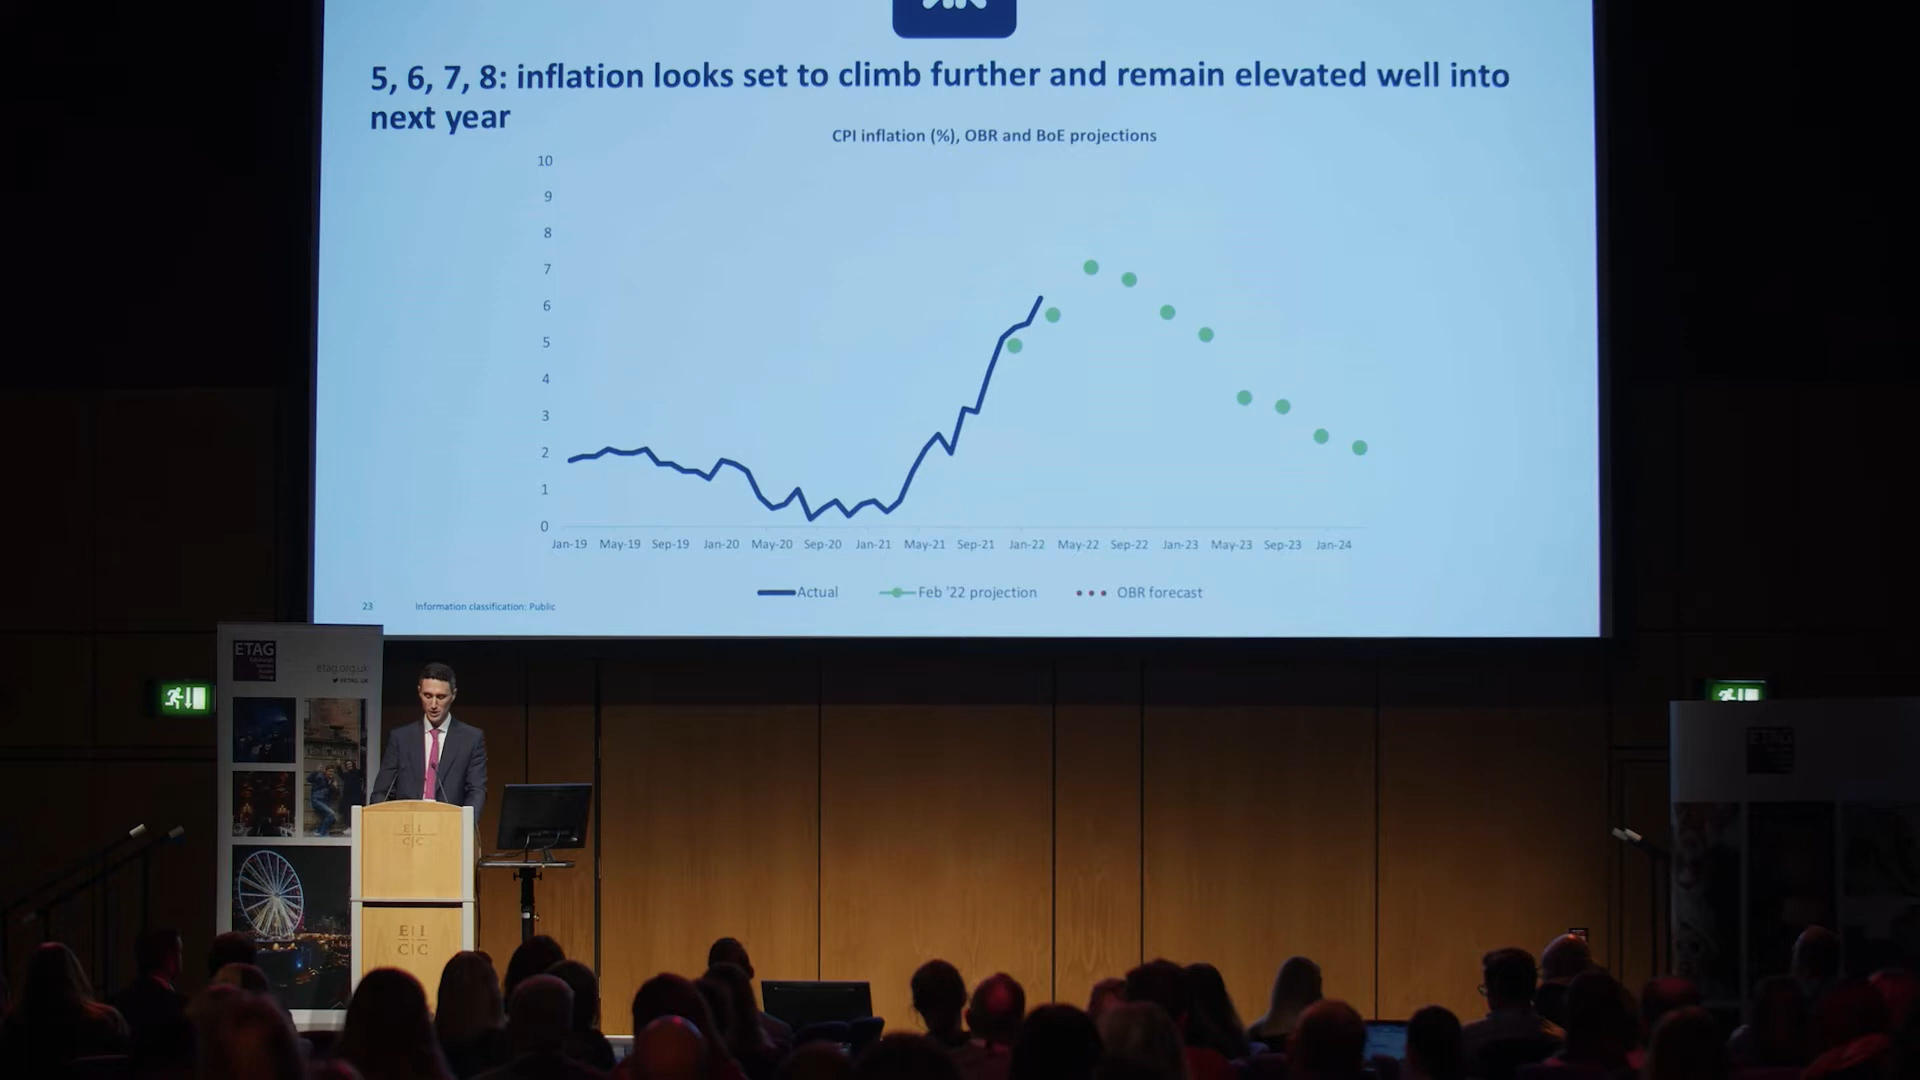 5, 6, 7, 8: inflation looks set to climb further and remain elevated well into
next year
CPI inflation (%), OBR and BoE projections
10
9
8
7
6
5
4
3
2
1
0
Jan-19 May-19 Sep-19 Jan-20 May-20 Sep-20 Jan-21 May-21 Sep-21 Jan-22 May-22 Sep-22 Jan-23 May-23 Sep-23 Jan-24
Actual Feb '22 projection OBR forecast
23 Information classification: Public
ETAG
etag.org.uk
@ETAG_UK
E I
C C
E I
C C
ETAG